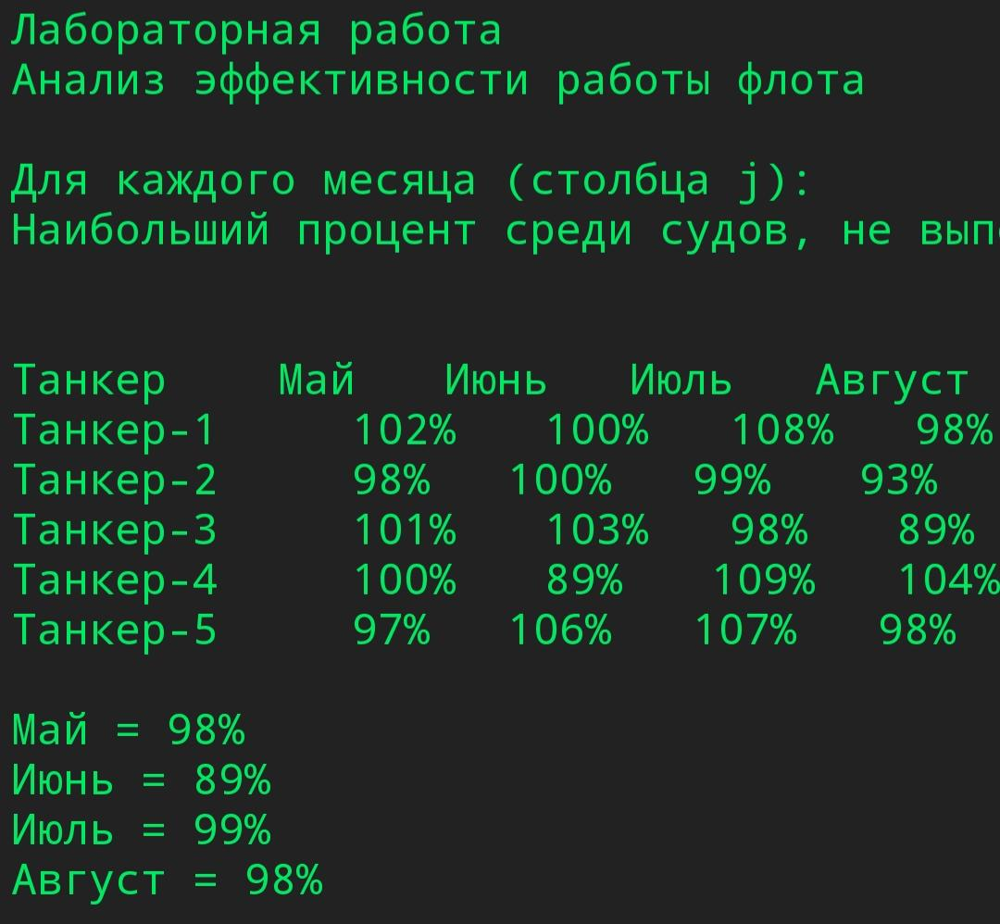 Лабораторная работа
Анализ эффективности работы флота
Для каждого месяца (столбца j):
Наибольший процент среди судов, не
Танкер Май Июнь Июль Август
Танкер-1 102% 100% 108% 98%
Танкер-2 98% 100% 99% 93%
Танкер-3 101% 103% 98% 89%
Танкер-4 100% 89% 109% 104%
Танкер-5 97% 106% 107% 98%
Май = 98%
Июнь = 89%
Июль = 99%
Август = 98%